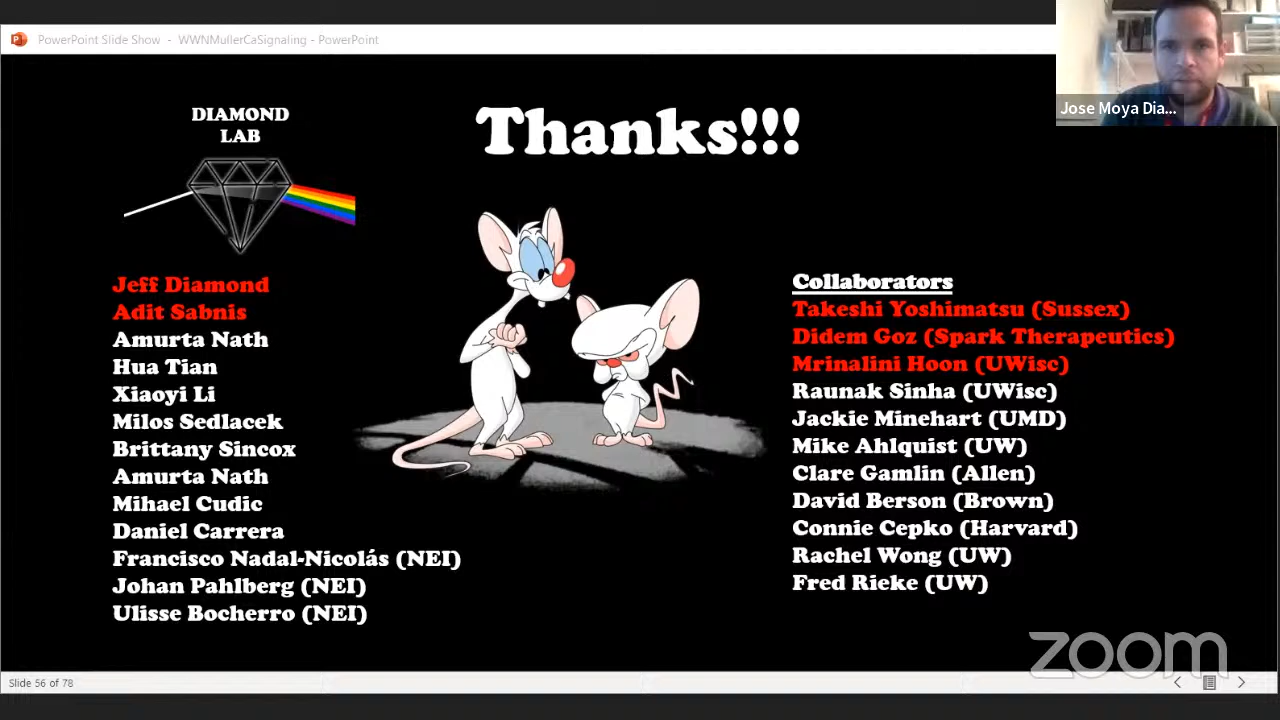 PowerPoint Slide Show - WWNMullerCaSignaling - PowerPoint
Jose Moya Dia...
DIAMOND
LAB
Thanks!!!
Jeff Diamond
Adit Sabnis
Amurta Nath
Hua Tian
Xiaoyi Li
Milos Sedlacek
Brittany Sincox
Amurta Nath
Mihael Cudic
Daniel Carrera
Francisco Nadal-Nicolás (NEI)
Johan Pahlberg (NEI)
Ulisse Bocherro (NEI)
Collaborators
Takeshi Yoshimatsu (Sussex)
Didem Goz (Spark Therapeutics)
Mrinalini Hoon (UWisc)
Raunak Sinha (UWisc)
Jackie Minehart (UMD)
Mike Ahlquist (UW)
Clare Gamlin (Allen)
David Berson (Brown)
Connie Cepko (Harvard)
Rachel Wong (UW)
Fred Rieke (UW)
zoom
Slide 56 of 78